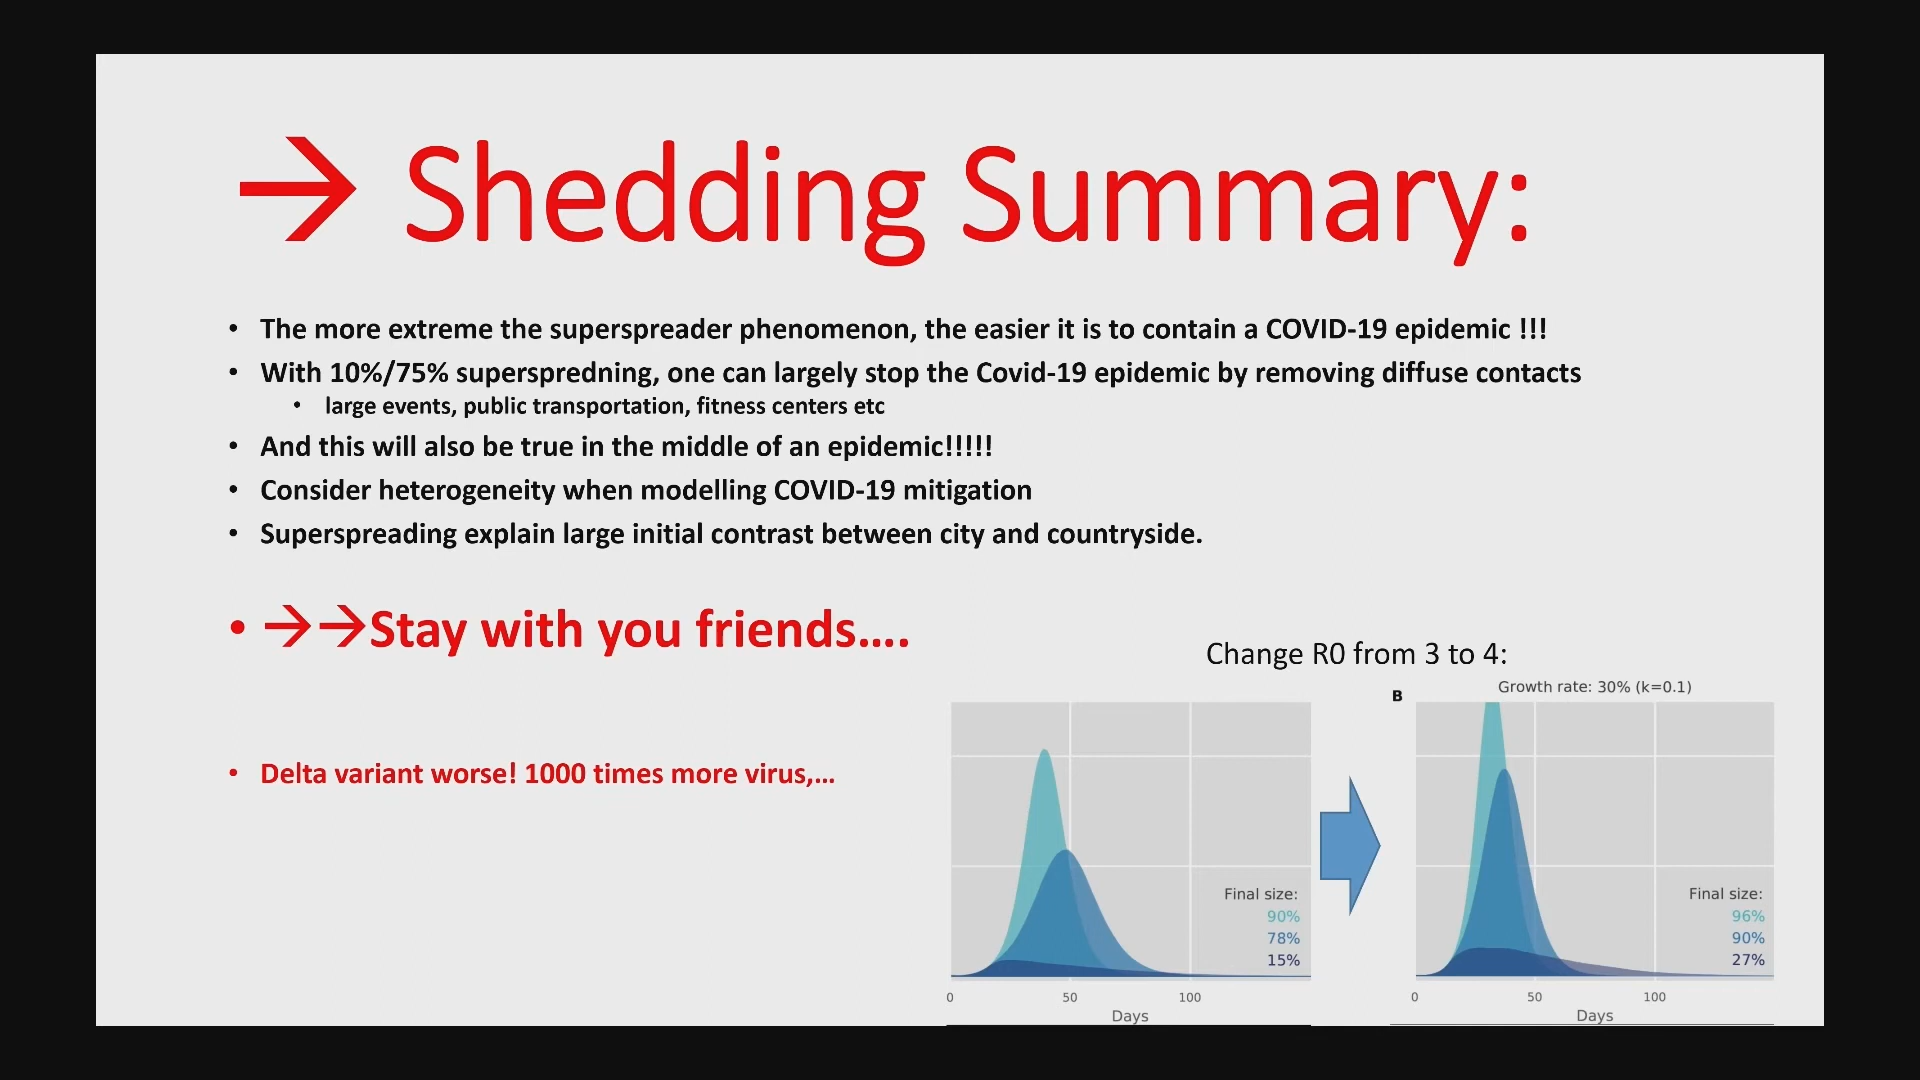 → Shedding Summary:
• The more extreme the superspreader phenomenon, the easier it is to contain a COVID-19 epidemic !!!
• With 10%/75% superspredning, one can largely stop the Covid-19 epidemic by removing diffuse contacts
• large events, public transportation, fitness centers etc
• And this will also be true in the middle of an epidemic!!!!!
• Consider heterogeneity when modelling COVID-19 mitigation
• Superspreading explain large initial contrast between city and countryside.
• →→Stay with you friends....
• Delta variant worse! 1000 times more virus,...
Change R0 from 3 to 4:
Final size:
90%
78%
15%
0 50 100
Days
B
Growth rate: 30% (k=0.1)
Final size:
96%
90%
27%
0 50 100
Days